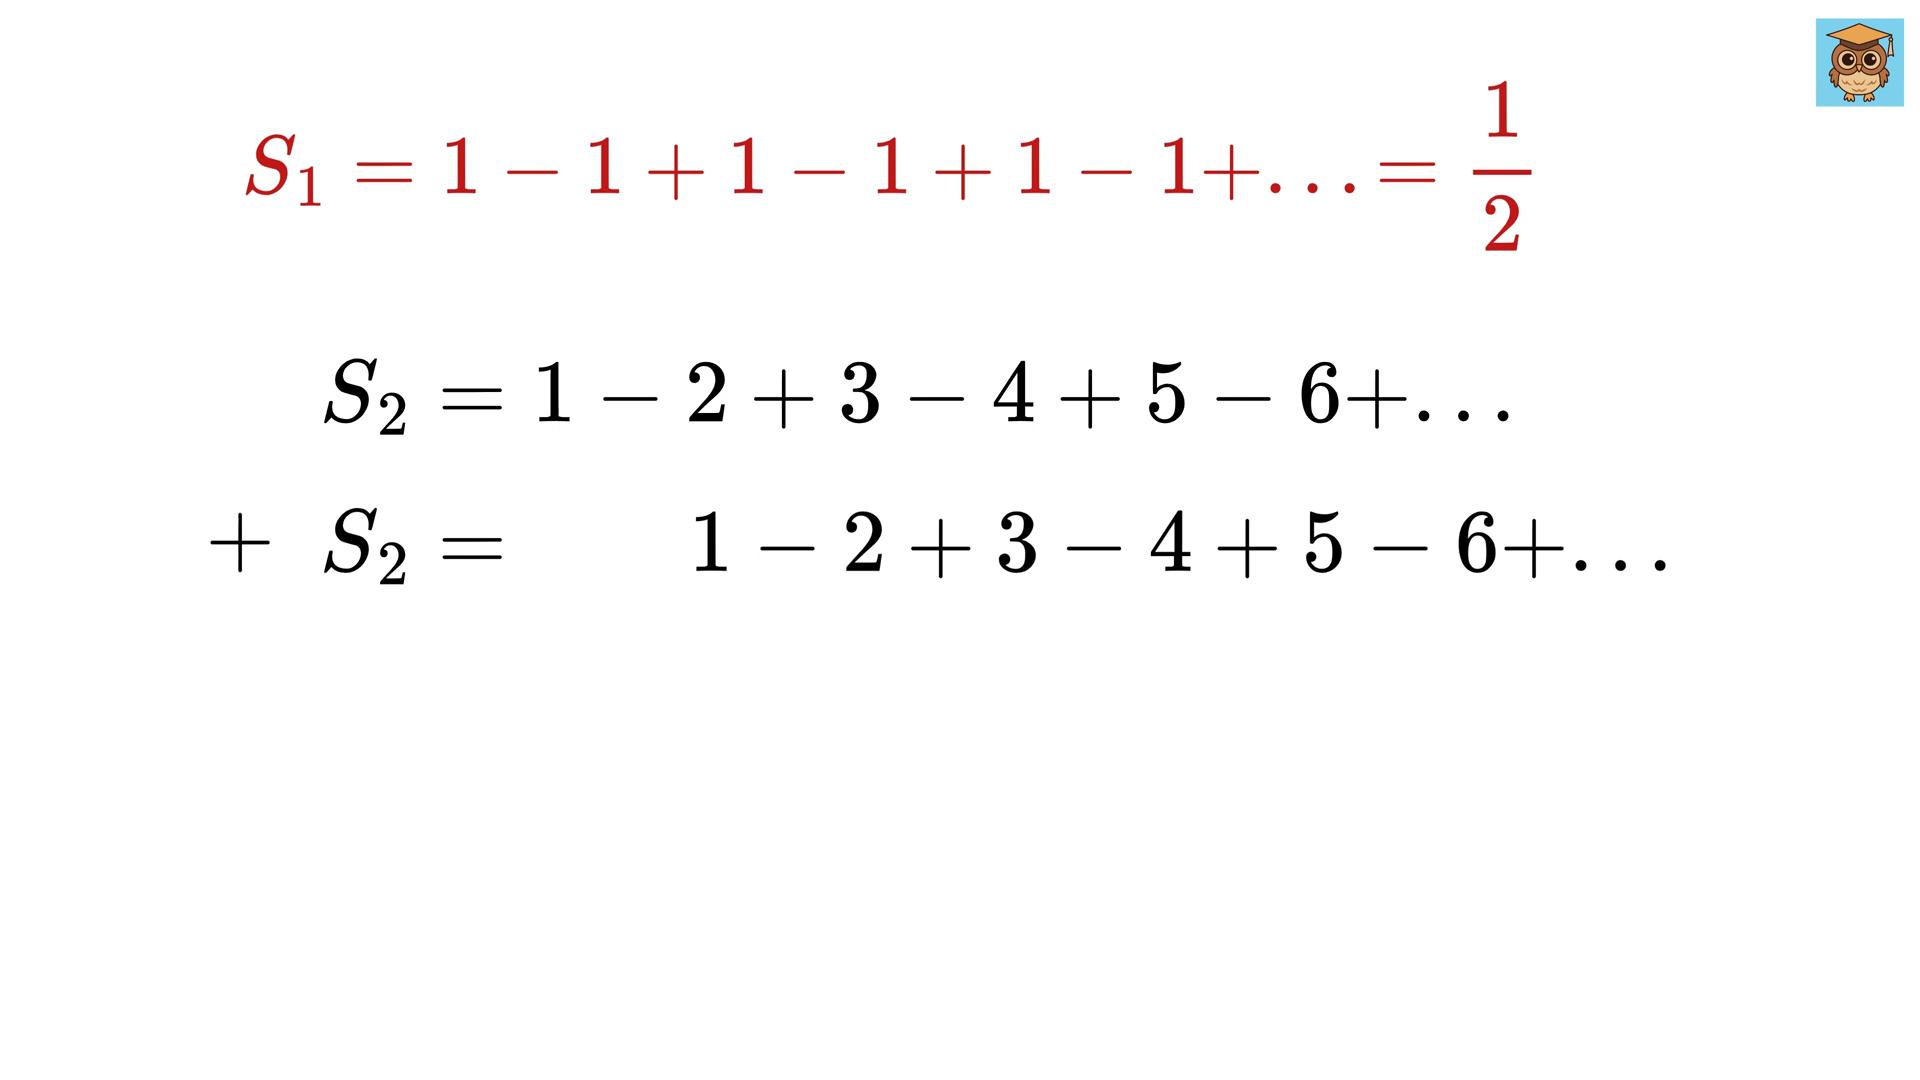 S₁ = 1 − 1 + 1 − 1 + 1 − 1+... = 1/2
S₂ = 1 − 2 + 3 − 4 + 5 − 6+...
+ S₂ = 1 − 2 + 3 − 4 + 5 − 6+...